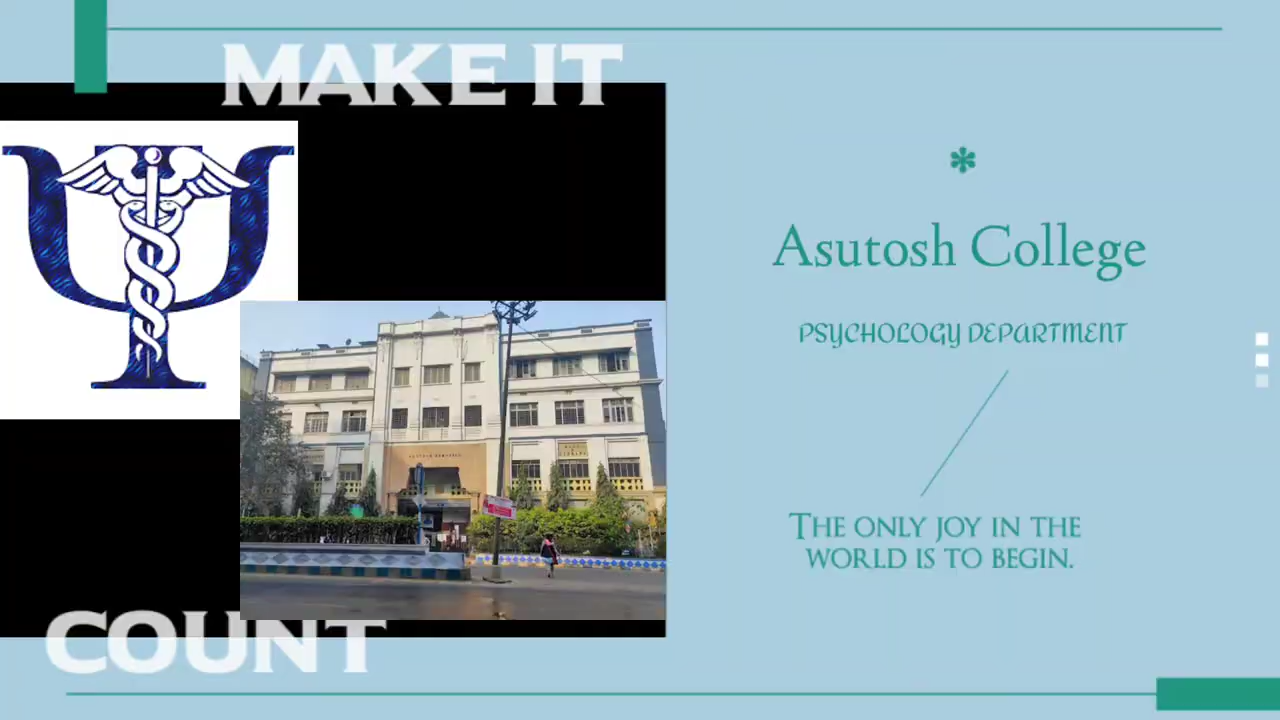 MAKE IT
COUNT
Asutosh College
PSYCHOLOGY DEPARTMENT
THE ONLY JOY IN THE
WORLD IS TO BEGIN.